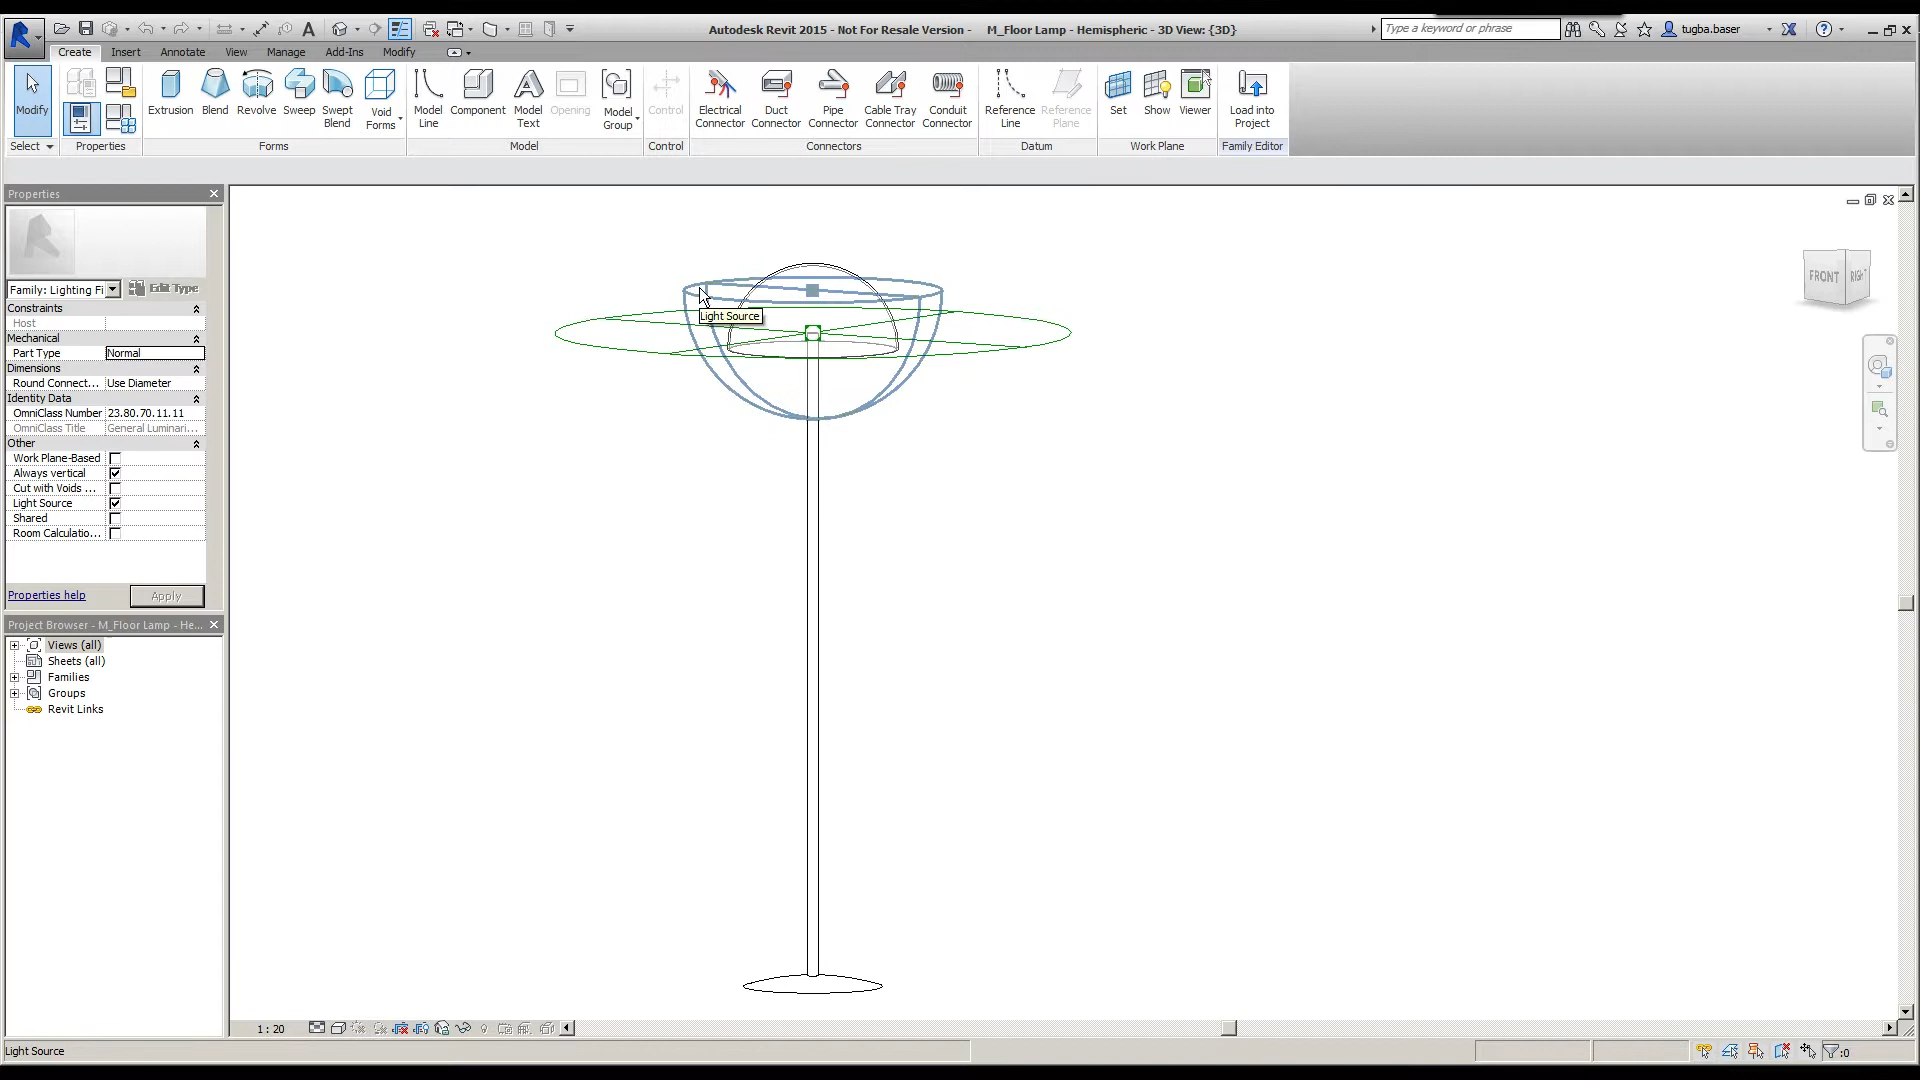 Autodesk Revit 2015 - Not For Resale Version - M_Floor Lamp - Hemispheric - 3D View: {3D}
Type a keyword or phrase
tugba.baser
Create Insert Annotate View Manage Add-Ins Modify
Modify
Extrusion Blend Revolve Sweep Swept Blend Void Forms
Model Line Component Model Text Opening Model Group
Control
Electrical Connector Duct Connector Pipe Connector Cable Tray Connector Conduit Connector
Reference Line Reference Plane
Set Show Viewer
Load into Project
Select Properties Forms Model Control Connectors Datum Work Plane Family Editor
Properties
Family: Lighting Fi Edit Type
Constraints
Host
Mechanical
Part Type Normal
Dimensions
Round Connect... Use Diameter
Identity Data
OmniClass Number 23.80.70.11.11
OmniClass Title General Luminari...
Other
Work Plane-Based
Always vertical
Cut with Voids ...
Light Source
Shared
Room Calculatio...
Properties help Apply
Project Browser - M_Floor Lamp - He...
Views (all)
Sheets (all)
Families
Groups
Revit Links
Light Source
FRONT RIGHT
1 : 20
Light Source
:0